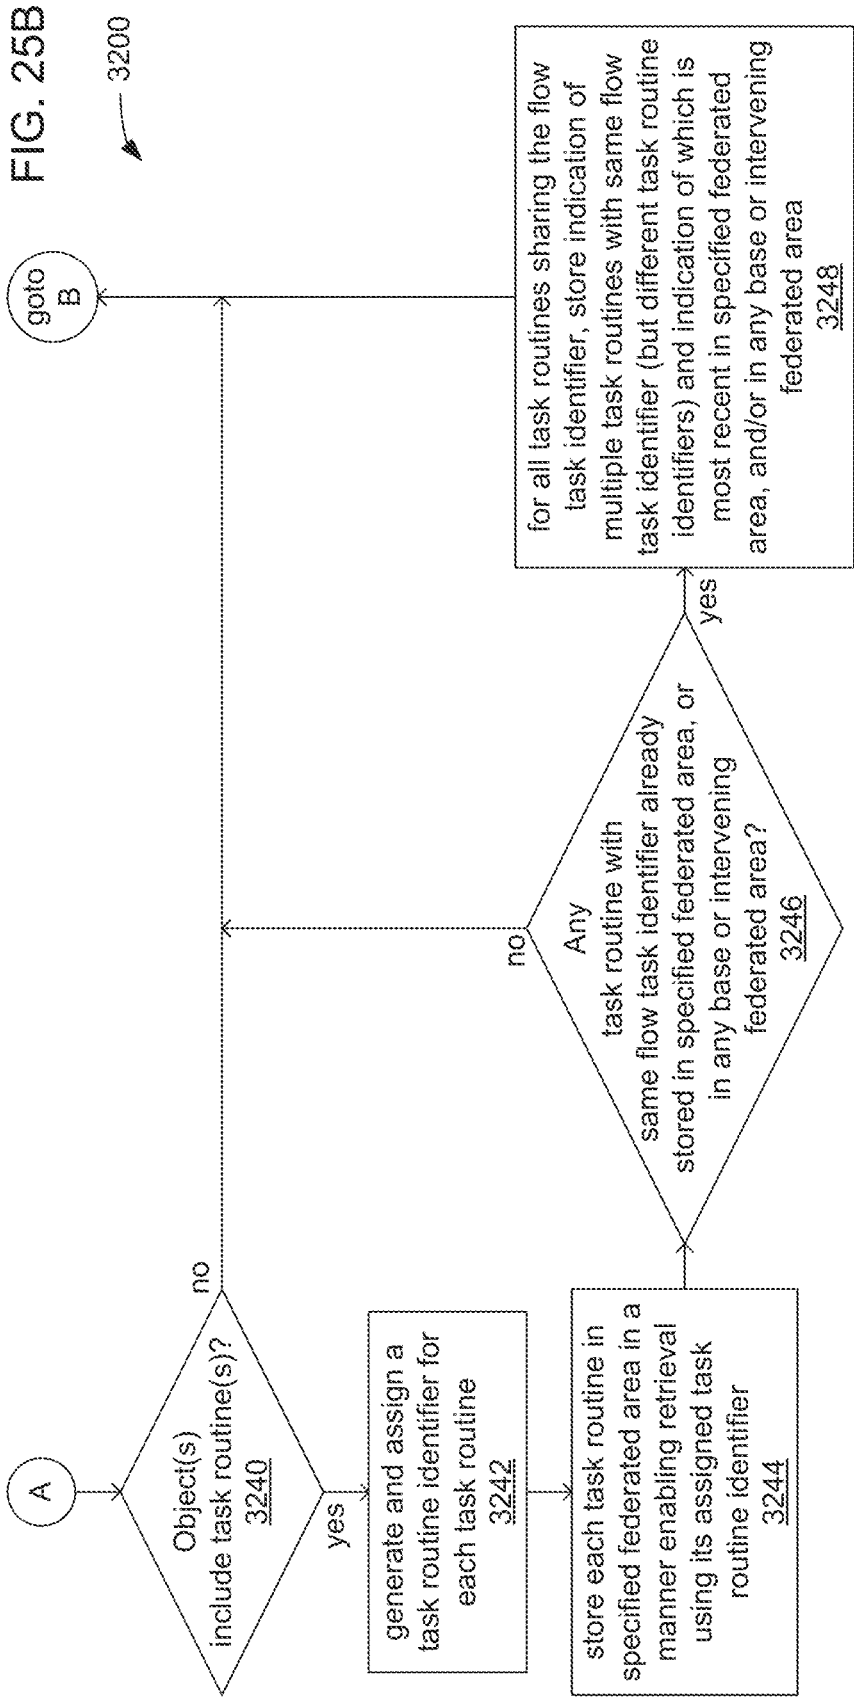 FIG. 25B
3200
A
Object(s)
include task routine(s)?
3240
no
yes
generate and assign a
task routine identifier for
each task routine
3242
store each task routine in
specified federated area in a
manner enabling retrieval
using its assigned task
routine identifier
3244
Any
task routine with
same flow task identifier already
stored in specified federated area, or
in any base or intervening
federated area?
3246
no
yes
for all task routines sharing the flow
task identifier, store indication of
multiple task routines with same flow
task identifier (but different task routine
identifiers) and indication of which is
most recent in specified federated
area, and/or in any base or intervening
federated area
3248
goto
B